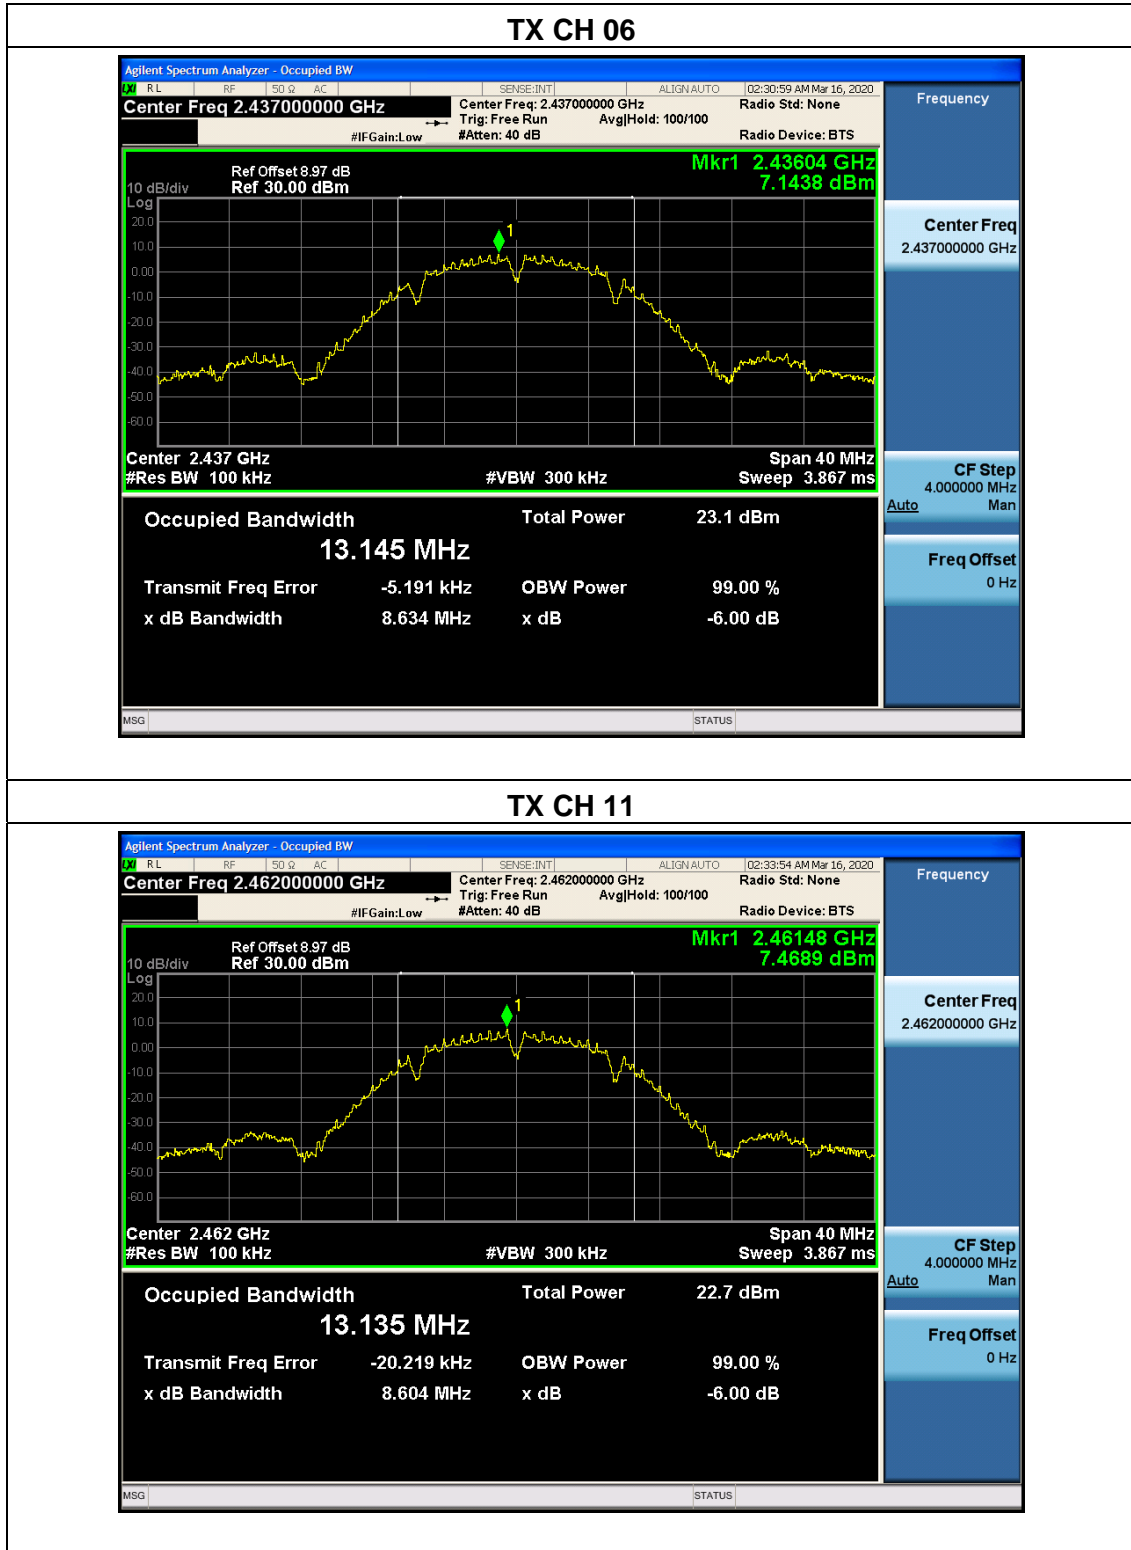 TX CH 06
Agilent Spectrum Analyzer - Occupied BW
LXI RL RF 50 Ω AC SENSE:INT ALIGN AUTO 02:30:59 AM Mar 16, 2020
Center Freq 2.437000000 GHz
Center Freq: 2.437000000 GHz
Radio Std: None
Trig: Free Run Avg|Hold: 100/100
#IFGain:Low #Atten: 40 dB Radio Device: BTS
Frequency
Mkr1 2.43604 GHz
7.1438 dBm
Ref Offset 8.97 dB
10 dB/div Ref 30.00 dBm
Log
20.0
10.0
0.00
-10.0
-20.0
-30.0
-40.0
-50.0
-60.0
1
Center 2.437 GHz Span 40 MHz
#Res BW 100 kHz #VBW 300 kHz Sweep 3.867 ms
Center Freq
2.437000000 GHz
CF Step
4.000000 MHz
Auto Man
Freq Offset
0 Hz
Occupied Bandwidth Total Power 23.1 dBm
13.145 MHz
Transmit Freq Error -5.191 kHz OBW Power 99.00 %
x dB Bandwidth 8.634 MHz x dB -6.00 dB
MSG STATUS
TX CH 11
Agilent Spectrum Analyzer - Occupied BW
LXI RL RF 50 Ω AC SENSE:INT ALIGN AUTO 02:33:54 AM Mar 16, 2020
Center Freq 2.462000000 GHz
Center Freq: 2.462000000 GHz
Radio Std: None
Trig: Free Run Avg|Hold: 100/100
#IFGain:Low #Atten: 40 dB Radio Device: BTS
Frequency
Mkr1 2.46148 GHz
7.4689 dBm
Ref Offset 8.97 dB
10 dB/div Ref 30.00 dBm
Log
20.0
10.0
0.00
-10.0
-20.0
-30.0
-40.0
-50.0
-60.0
1
Center 2.462 GHz Span 40 MHz
#Res BW 100 kHz #VBW 300 kHz Sweep 3.867 ms
Center Freq
2.462000000 GHz
CF Step
4.000000 MHz
Auto Man
Freq Offset
0 Hz
Occupied Bandwidth Total Power 22.7 dBm
13.135 MHz
Transmit Freq Error -20.219 kHz OBW Power 99.00 %
x dB Bandwidth 8.604 MHz x dB -6.00 dB
MSG STATUS